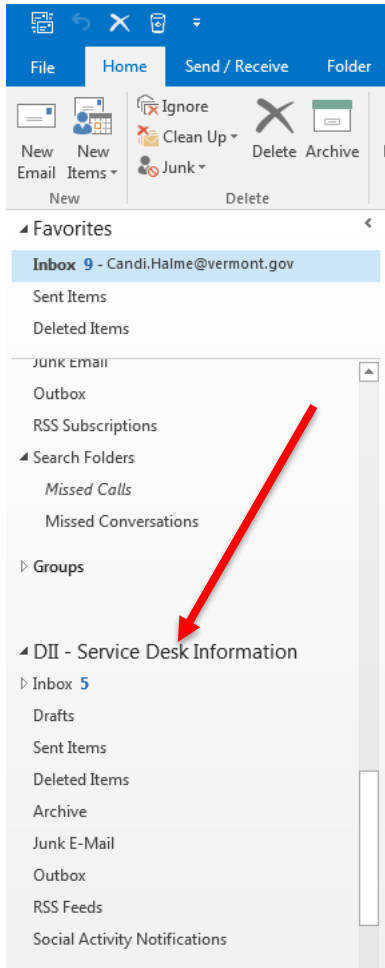 File Home Send / Receive Folder
Ignore
Clean Up
Junk
New Email
New Items
Delete Archive
New Delete
Favorites
Inbox 9 - Candi.Halme@vermont.gov
Sent Items
Deleted Items
Junk Email
Outbox
RSS Subscriptions
Search Folders
Missed Calls
Missed Conversations
Groups
DII - Service Desk Information
Inbox 5
Drafts
Sent Items
Deleted Items
Archive
Junk E-Mail
Outbox
RSS Feeds
Social Activity Notifications